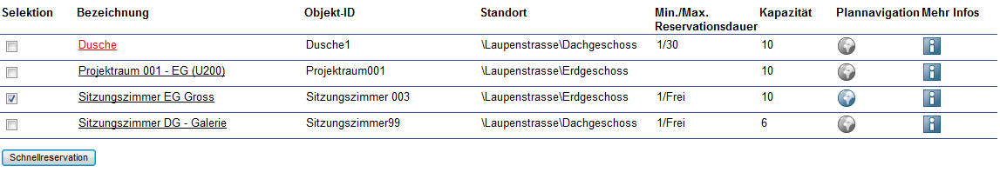 Selektion Bezeichnung Objekt-ID Standort Min./Max. Reservationsdauer Kapazität Plannavigation Mehr Infos
Dusche Dusche1 \Laupenstrasse\Dachgeschoss 1/30 10
Projektraum 001 - EG (U200) Projektraum001 \Laupenstrasse\Erdgeschoss 10
Sitzungszimmer EG Gross Sitzungszimmer 003 \Laupenstrasse\Erdgeschoss 1/Frei 10
Sitzungszimmer DG - Galerie Sitzungszimmer99 \Laupenstrasse\Dachgeschoss 1/Frei 6
Schnellreservation